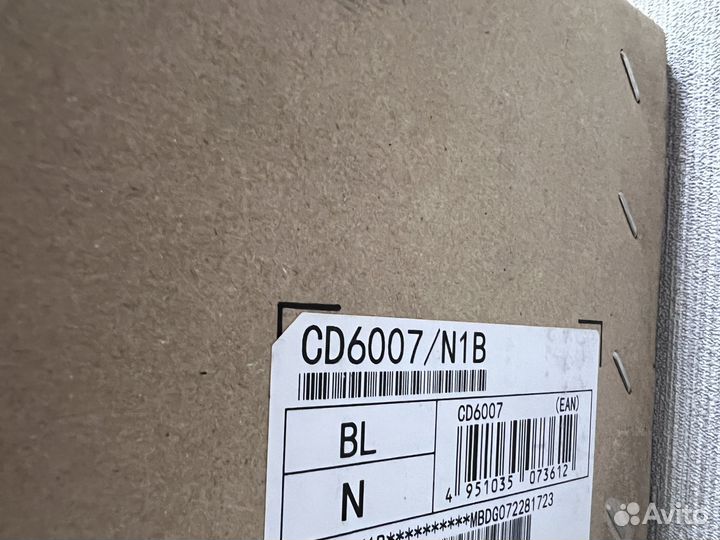 CD6007/N1B
BL
CD6007 (EAN)
4 951035 073612
N
**********MBDG072281723
Avito